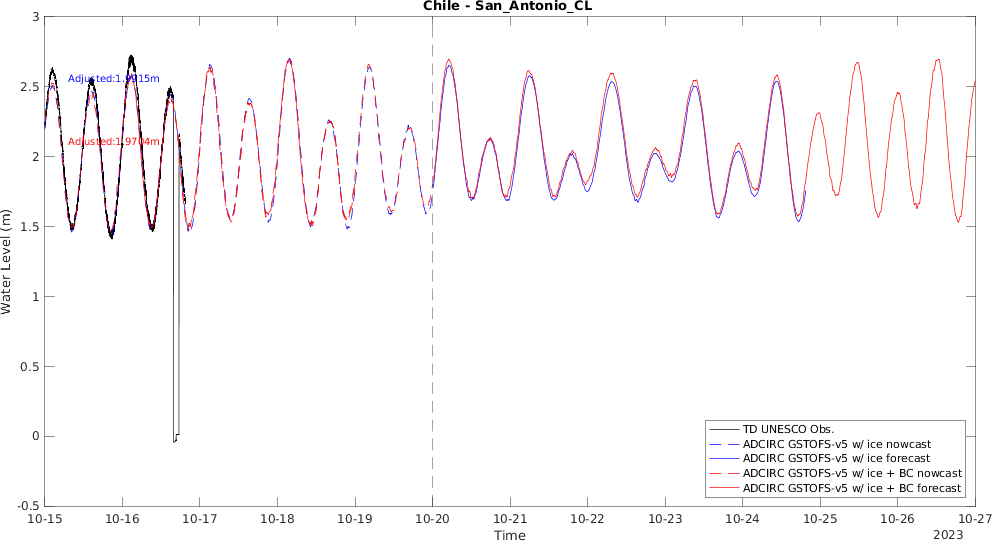 Chile - San_Antonio_CL
3
2.5
2
1.5
1
0.5
0
-0.5
Water Level (m)
10-15 10-16 10-17 10-18 10-19 10-20 10-21 10-22 10-23 10-24 10-25 10-26 10-27
Time
2023
TD UNESCO Obs.
ADCIRC GSTOFS-v5 w/ ice nowcast
ADCIRC GSTOFS-v5 w/ ice forecast
ADCIRC GSTOFS-v5 w/ ice + BC nowcast
ADCIRC GSTOFS-v5 w/ ice + BC forecast